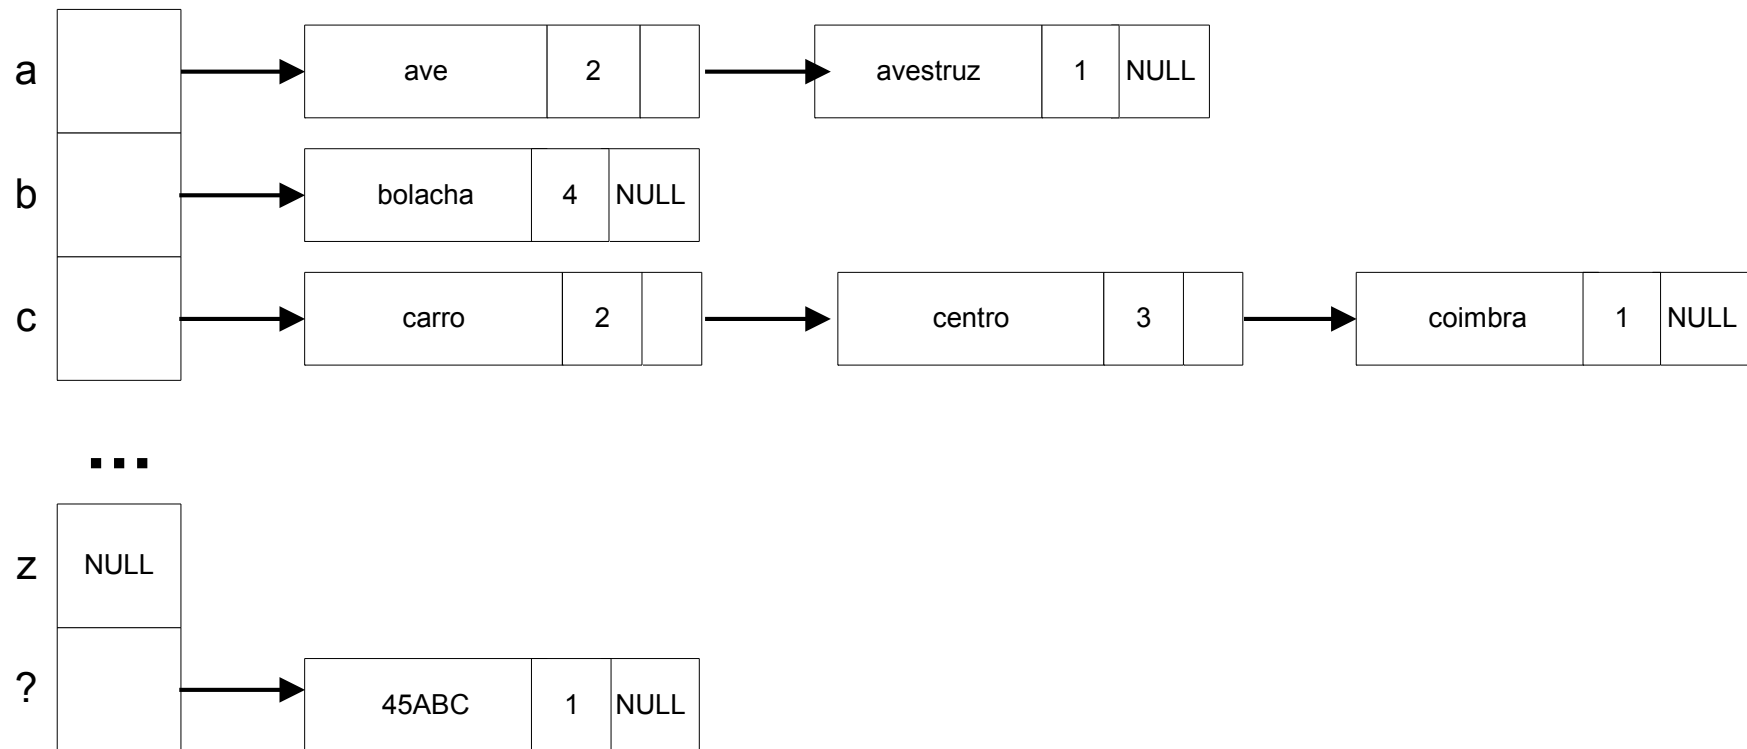 a ave 2 avestruz 1 NULL
b bolacha 4 NULL
c carro 2 centro 3 coimbra 1 NULL
...
z NULL
? 45ABC 1 NULL